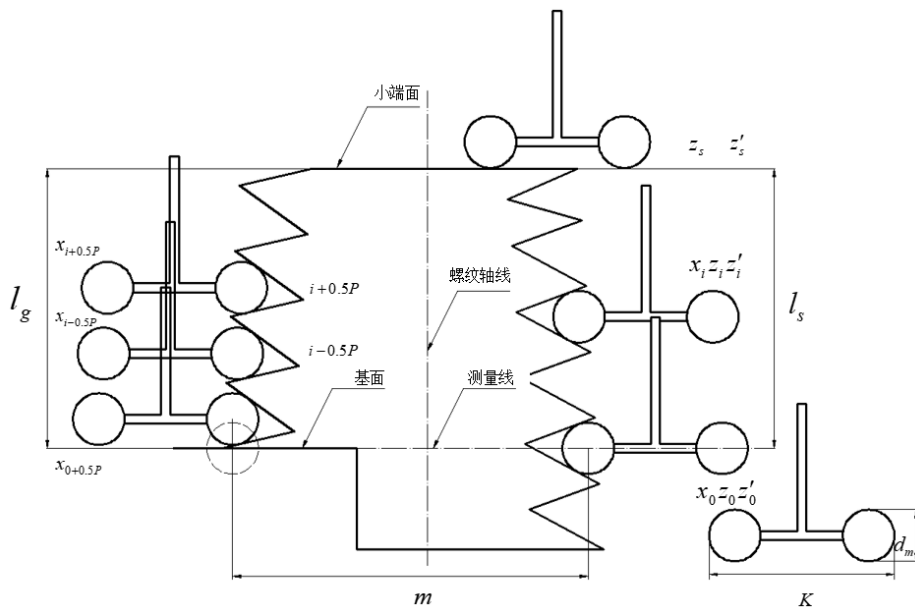 小端面
z_s z'_s
x_{i+0.5P}
x_i z_i z'_i
i+0.5P
螺纹轴线
l_g
x_{i-0.5P}
l_s
i-0.5P
基面
测量线
x_{0+0.5P}
x_0 z_0 z'_0
m
K